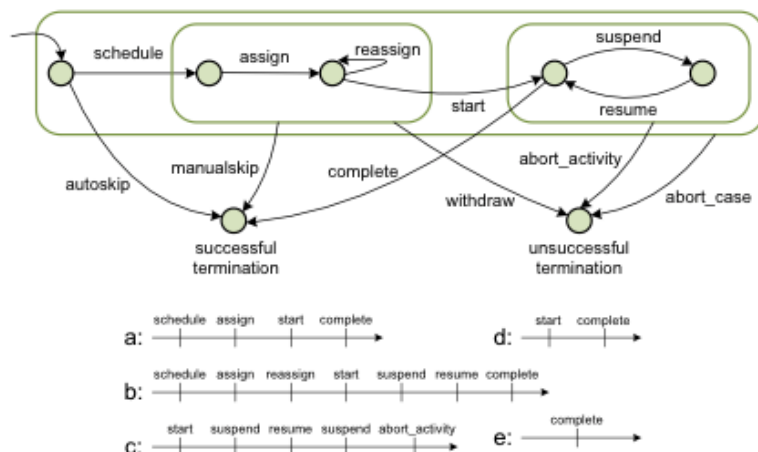 suspend
schedule assign reassign
start resume
manualskip complete abort_activity
autoskip withdraw abort_case
successful
termination
unsuccessful
termination
schedule assign start complete
a:
start complete
d:
schedule assign reassign start suspend resume complete
b:
start suspend resume suspend abort_activity
c:
complete
e: